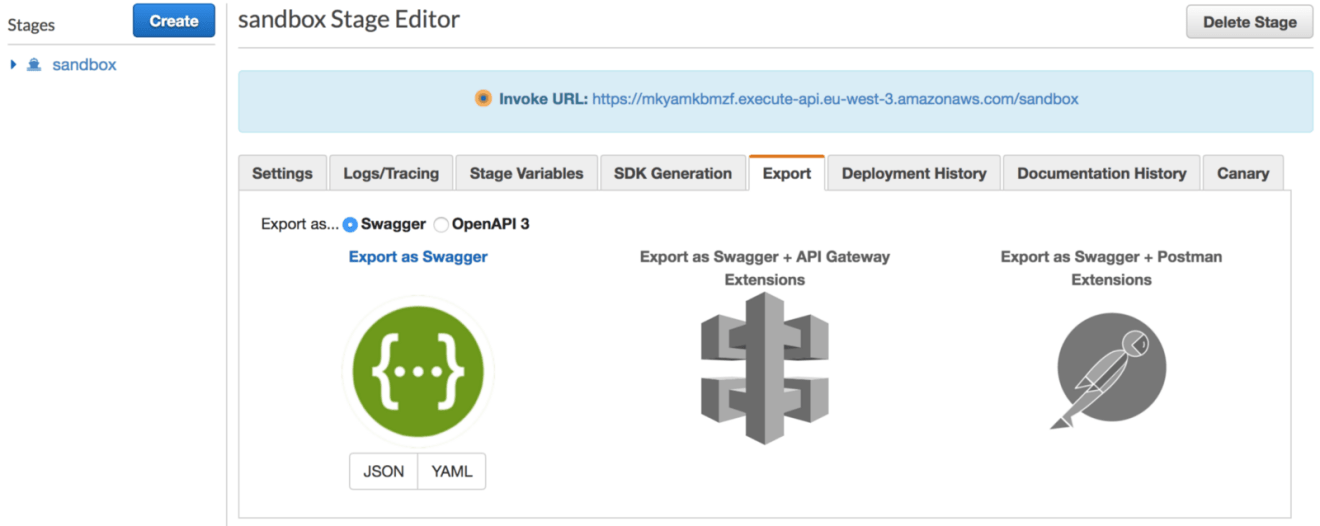 Stages
Create
sandbox
sandbox Stage Editor
Delete Stage
Invoke URL: https://mkyamkbmzf.execute-api.eu-west-3.amazonaws.com/sandbox
Settings
Logs/Tracing
Stage Variables
SDK Generation
Export
Deployment History
Documentation History
Canary
Export as... Swagger OpenAPI 3
Export as Swagger
JSON YAML
Export as Swagger + API Gateway
Extensions
Export as Swagger + Postman
Extensions